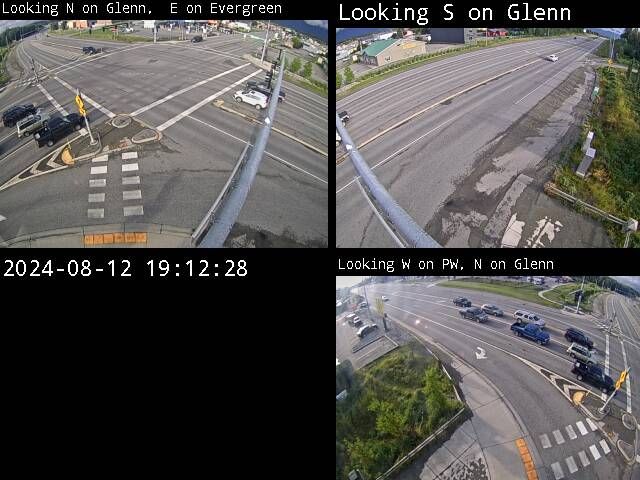 Looking N on Glenn,  E on Evergreen
Looking S on Glenn
2024-08-12 19:12:28
Looking W on PW, N on Glenn